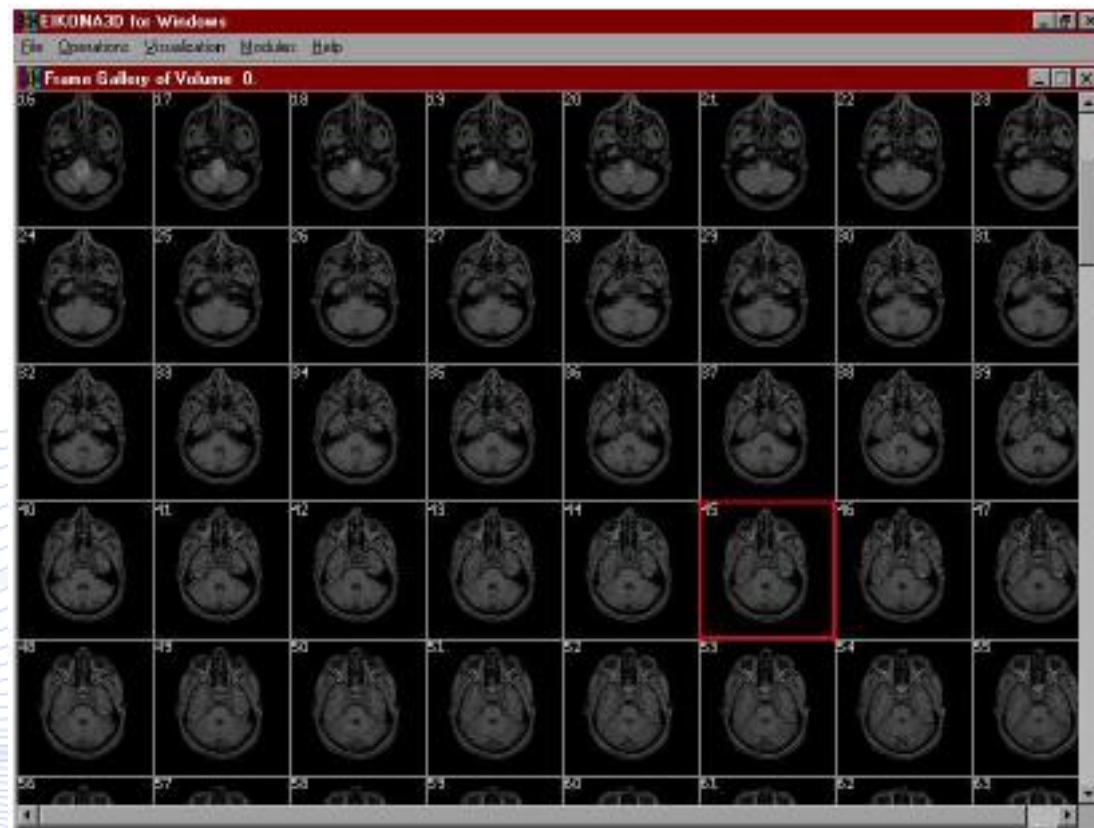 EIKONA3D for Windows
File Operations Visualization Modules Help
Frame Gallery of Volume 0.
16 17 18 19 20 21 22 23
24 25 26 27 28 29 30 31
32 33 34 35 36 37 38 39
40 41 42 43 44 45 46 47
48 49 50 51 52 53 54 55
56 57 58 59 60 61 62 63